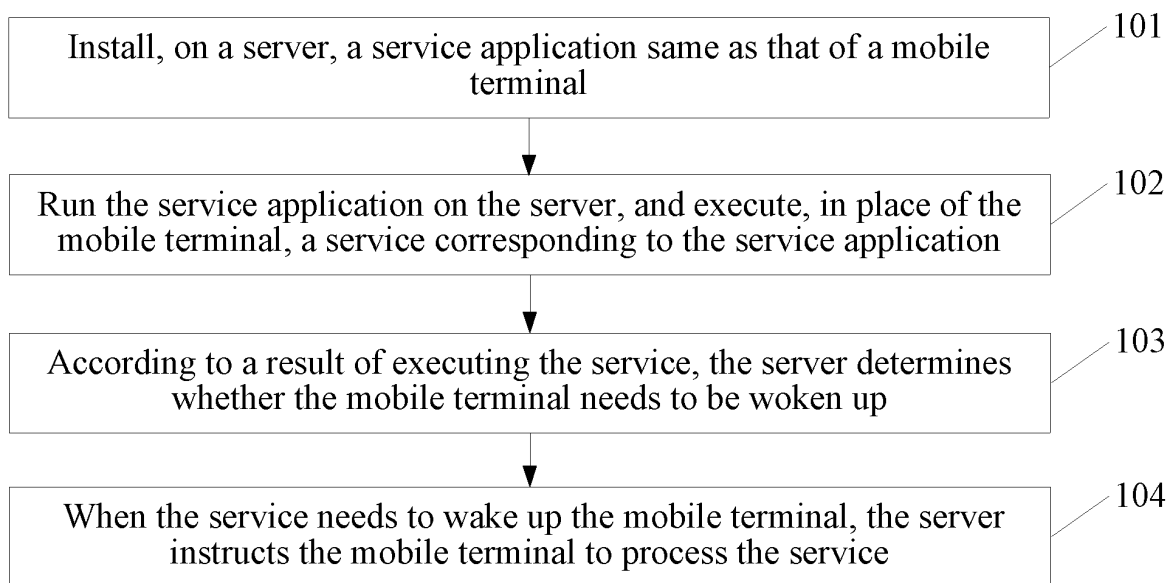 Install, on a server, a service application same as that of a mobile
terminal
101
Run the service application on the server, and execute, in place of the
mobile terminal, a service corresponding to the service application
102
According to a result of executing the service, the server determines
whether the mobile terminal needs to be woken up
103
When the service needs to wake up the mobile terminal, the server
instructs the mobile terminal to process the service
104